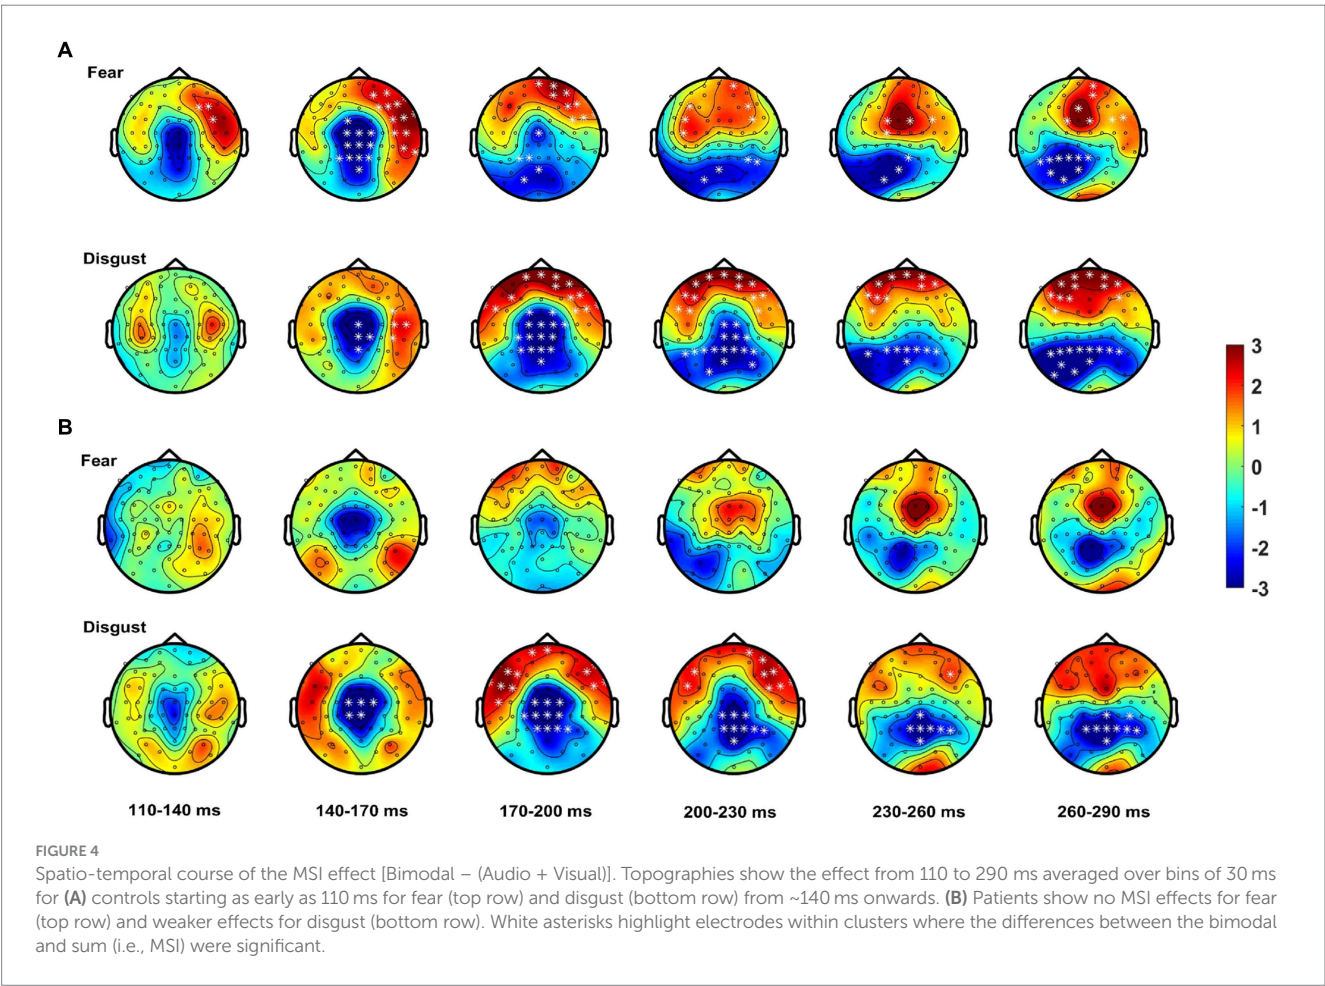 A
Fear
Disgust
3
2
1
0
-1
-2
-3
B
Fear
Disgust
110-140 ms 140-170 ms 170-200 ms 200-230 ms 230-260 ms 260-290 ms
FIGURE 4
Spatio-temporal course of the MSI effect [Bimodal – (Audio + Visual)]. Topographies show the effect from 110 to 290 ms averaged over bins of 30 ms
for (A) controls starting as early as 110 ms for fear (top row) and disgust (bottom row) from ~140 ms onwards. (B) Patients show no MSI effects for fear
(top row) and weaker effects for disgust (bottom row). White asterisks highlight electrodes within clusters where the differences between the bimodal
and sum (i.e., MSI) were significant.